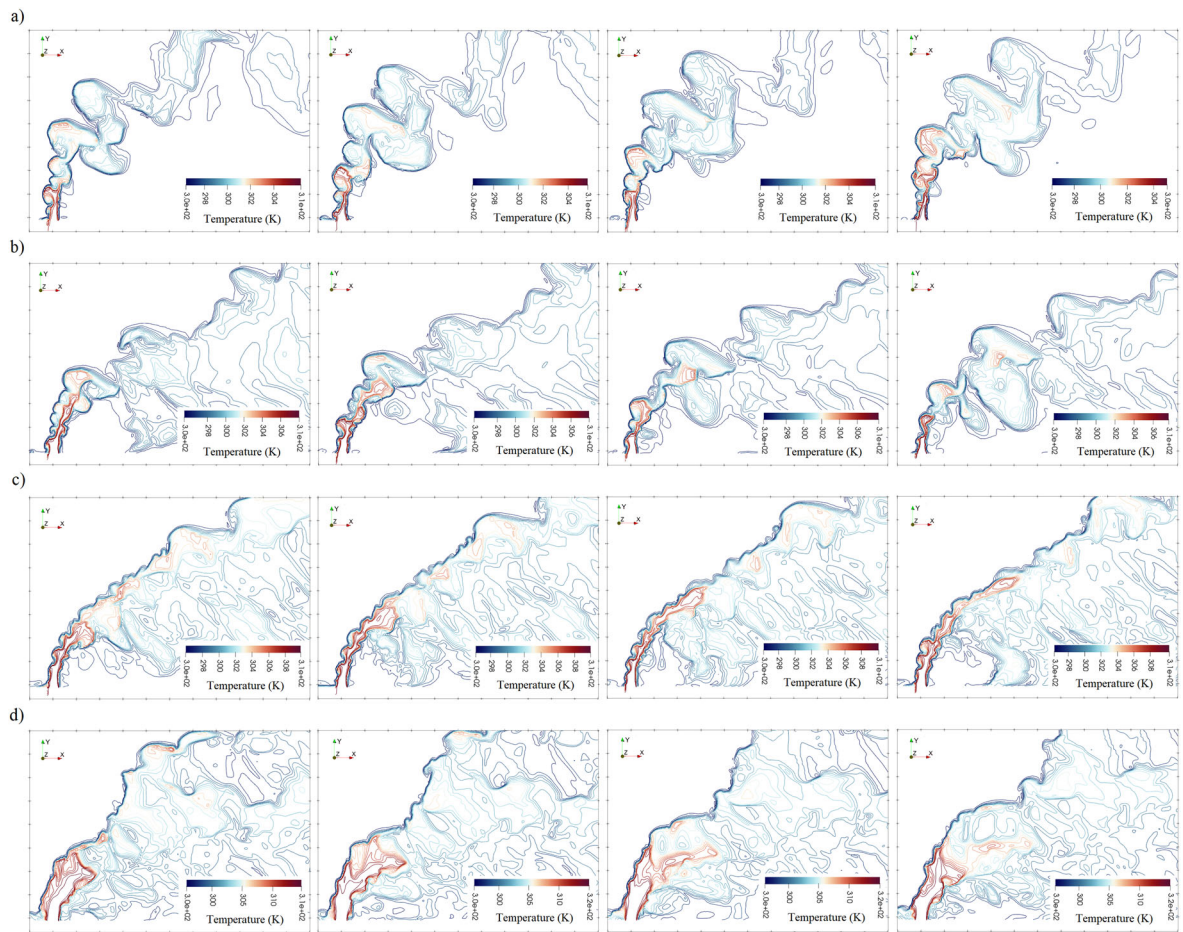 a)
Y
Z X
3.0e+02 298 300 302 304 3.1e+02
Temperature (K)
Y
Z X
3.0e+02 298 300 302 304 3.1e+02
Temperature (K)
Y
Z X
3.0e+02 298 300 302 304 3.1e+02
Temperature (K)
Y
Z X
3.0e+02 298 300 302 304 3.1e+02
Temperature (K)
b)
Y
Z X
3.0e+02 298 300 302 304 306 3.1e+02
Temperature (K)
Y
Z X
3.0e+02 298 300 302 304 306 3.1e+02
Temperature (K)
Y
Z X
3.0e+02 298 300 302 304 306 3.1e+02
Temperature (K)
Y
Z X
3.0e+02 298 300 302 304 306 3.1e+02
Temperature (K)
c)
Y
Z X
3.0e+02 298 300 302 304 306 308 3.1e+02
Temperature (K)
Y
Z X
3.0e+02 298 300 302 304 306 308 3.1e+02
Temperature (K)
Y
Z X
3.0e+02 298 300 302 304 306 308 3.1e+02
Temperature (K)
Y
Z X
3.0e+02 298 300 302 304 306 308 3.1e+02
Temperature (K)
d)
Y
Z X
3.0e+02 300 305 310 3.2e+02
Temperature (K)
Y
Z X
3.0e+02 300 305 310 3.2e+02
Temperature (K)
Y
Z X
3.0e+02 300 305 310 3.2e+02
Temperature (K)
Y
Z X
3.0e+02 300 305 310 3.2e+02
Temperature (K)